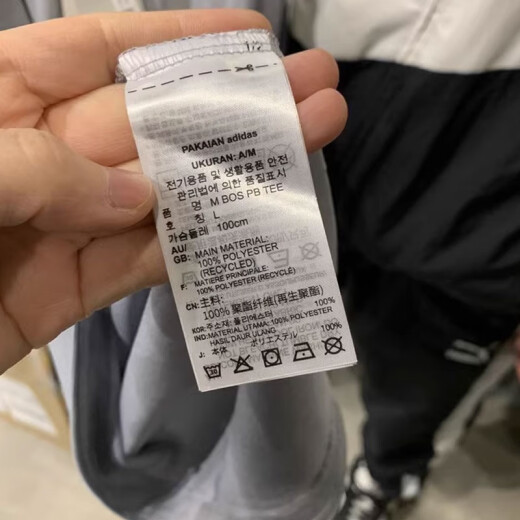 PAKAIAN adidas
UKURAN: A/M
전기용품 및 생활용품 안전
관리법에 의한 품질표시
품 명 M BOS PB TEE
호 칭 L
가슴둘레 100cm
AU/
GB: MAIN MATERIAL:
100% POLYESTER
(RECYCLED)
F: MATIERE PRINCIPALE:
100% POLYESTER (RECYCLÉ)
CN: 主料:
100% 聚酯纤维(再生聚酯) 100%
KOR: 주소재: 폴리에스터
IND: MATERIAL UTAMA: 100% POLYESTER
HASIL DAUR ULANG 100%
J: 本体 ポリエステル
30